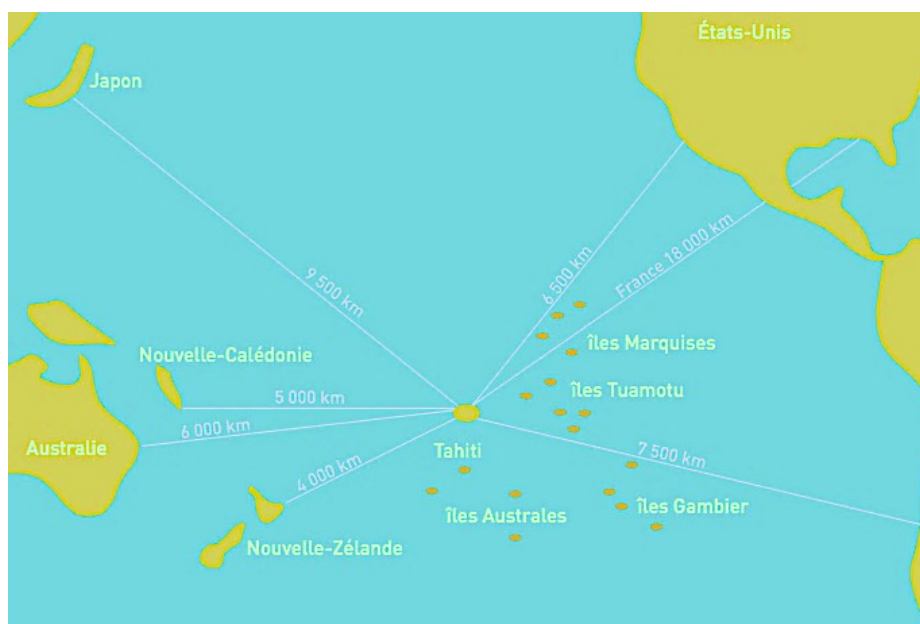 États-Unis
Japon
9 500 km
6 500 km
France 18 000 km
îles Marquises
Nouvelle-Calédonie
îles Tuamotu
5 000 km
6 000 km
Australie
Tahiti
7 500 km
4 000 km
îles Australes
îles Gambier
Nouvelle-Zélande